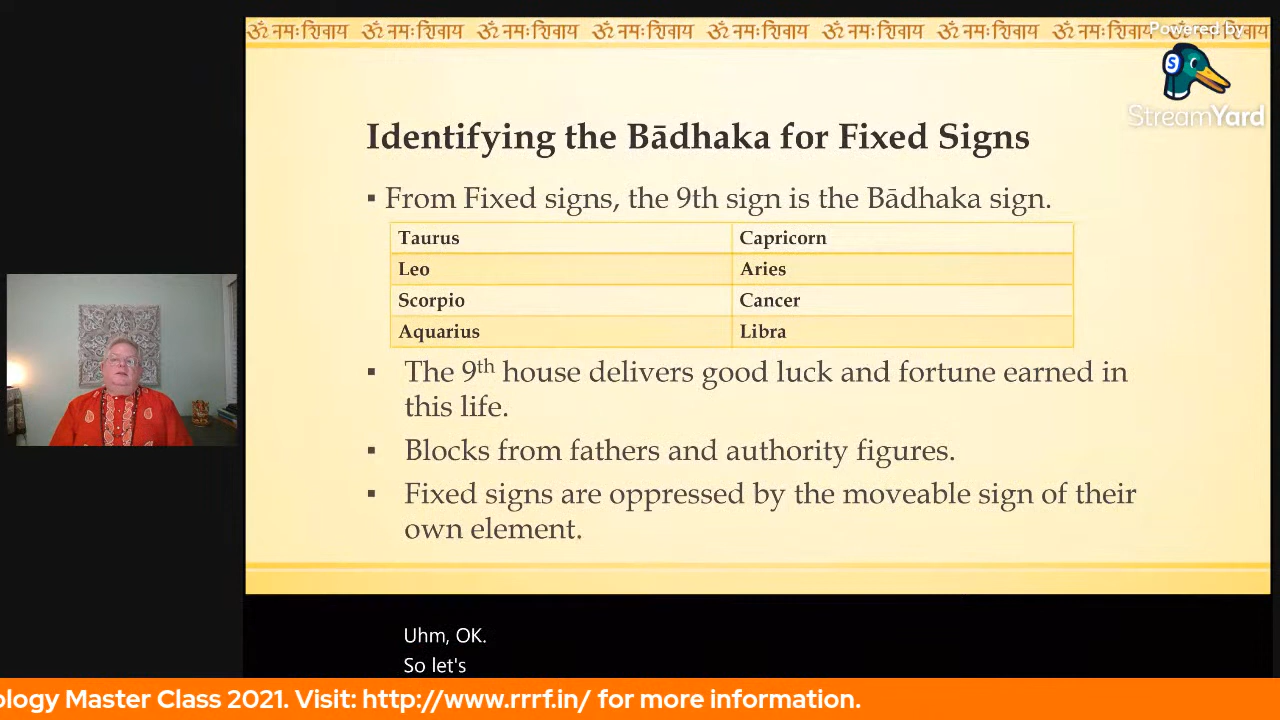 ॐ नमः शिवाय ॐ नमः शिवाय ॐ नमः शिवाय ॐ नमः शिवाय ॐ नमः शिवाय ॐ नमः शिवाय ॐ नमः शिवाय ॐ नमः शिवाय ॐ नमः शिवाय
Powered by
S
StreamYard
Identifying the Bādhaka for Fixed Signs
▪ From Fixed signs, the 9th sign is the Bādhaka sign.
Taurus Capricorn
Leo Aries
Scorpio Cancer
Aquarius Libra
▪ The 9th house delivers good luck and fortune earned in
this life.
▪ Blocks from fathers and authority figures.
▪ Fixed signs are oppressed by the moveable sign of their
own element.
Uhm, OK.
So let's
ology Master Class 2021. Visit: http://www.rrrf.in/ for more information.